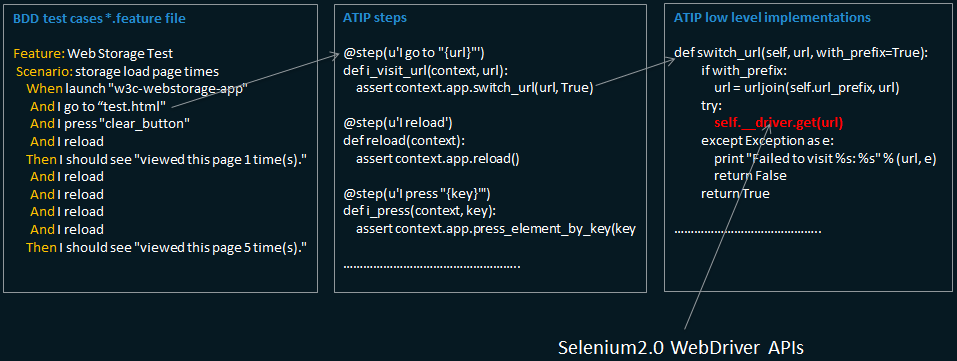 BDD test cases *.feature file
Feature: Web Storage Test
Scenario: storage load page times
When launch "w3c-webstorage-app"
And I go to “test.html"
And I press "clear_button"
And I reload
Then I should see "viewed this page 1 time(s)."
And I reload
And I reload
And I reload
And I reload
Then I should see "viewed this page 5 time(s)."
ATIP steps
@step(u'I go to "{url}"')
def i_visit_url(context, url):
assert context.app.switch_url(url, True)
@step(u'I reload')
def reload(context):
assert context.app.reload()
@step(u'I press "{key}"')
def i_press(context, key):
assert context.app.press_element_by_key(key
……………………………………………..
ATIP low level implementations
def switch_url(self, url, with_prefix=True):
if with_prefix:
url = urljoin(self.url_prefix, url)
try:
self.__driver.get(url)
except Exception as e:
print "Failed to visit %s: %s" % (url, e)
return False
return True
……………………………………..
Selenium2.0 WebDriver APIs